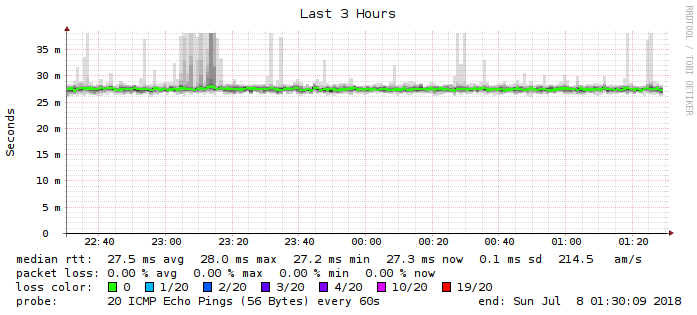 Last 3 Hours
RRDTOOL / TOBI OETIKER
Seconds
35 m
30 m
25 m
20 m
15 m
10 m
5 m
0
22:40 23:00 23:20 23:40 00:00 00:20 00:40 01:00 01:20
median rtt: 27.5 ms avg 28.0 ms max 27.2 ms min 27.3 ms now 0.1 ms sd 214.5 am/s
packet loss: 0.00 % avg 0.00 % max 0.00 % min 0.00 % now
loss color: 0 1/20 2/20 3/20 4/20 10/20 19/20
probe: 20 ICMP Echo Pings (56 Bytes) every 60s end: Sun Jul 8 01:30:09 2018